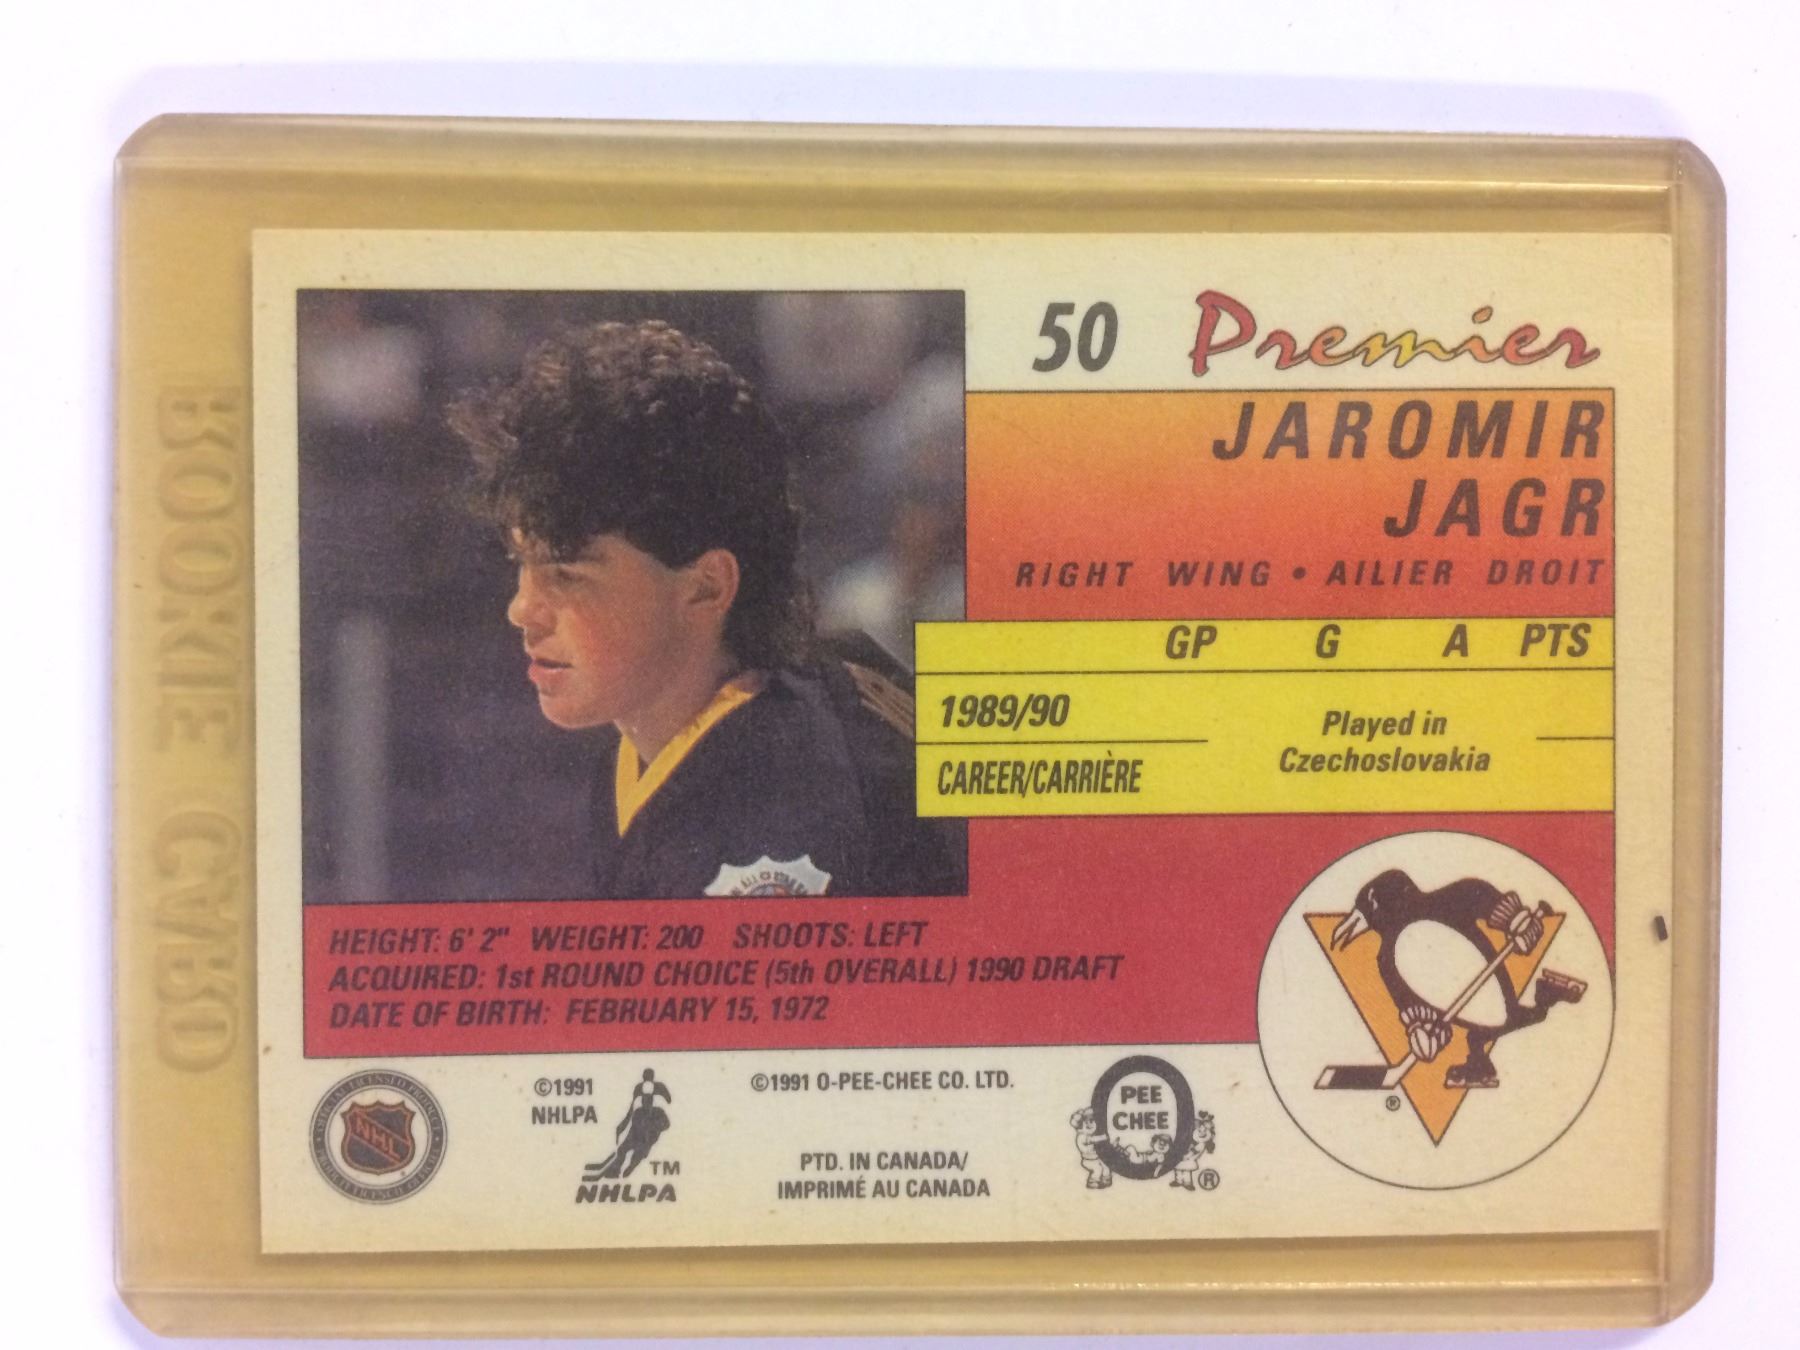 50 Premier
JAROMIR
JAGR
RIGHT WING • AILIER DROIT
GP G A PTS
1989/90
Played in
Czechoslovakia
CAREER/CARRIÈRE
HEIGHT: 6' 2" WEIGHT: 200 SHOOTS: LEFT
ACQUIRED: 1st ROUND CHOICE (5th OVERALL) 1990 DRAFT
DATE OF BIRTH: FEBRUARY 15, 1972
NHL
©1991
NHLPA
TM
NHLPA
©1991 O-PEE-CHEE CO. LTD.
PTD. IN CANADA/
IMPRIMÉ AU CANADA
O
PEE
CHEE
®
®
ROOKIE CARD